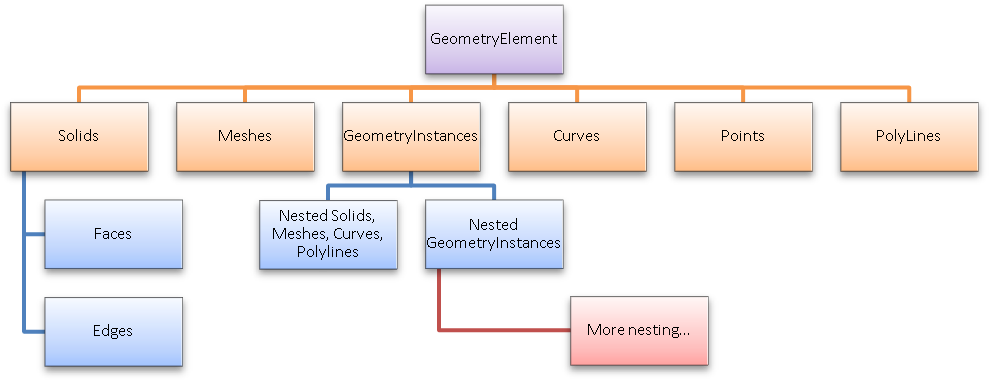 GeometryElement
Solids
Meshes
GeometryInstances
Curves
Points
PolyLines
Faces
Nested Solids,
Meshes, Curves,
Polylines
Nested
GeometryInstances
Edges
More nesting...